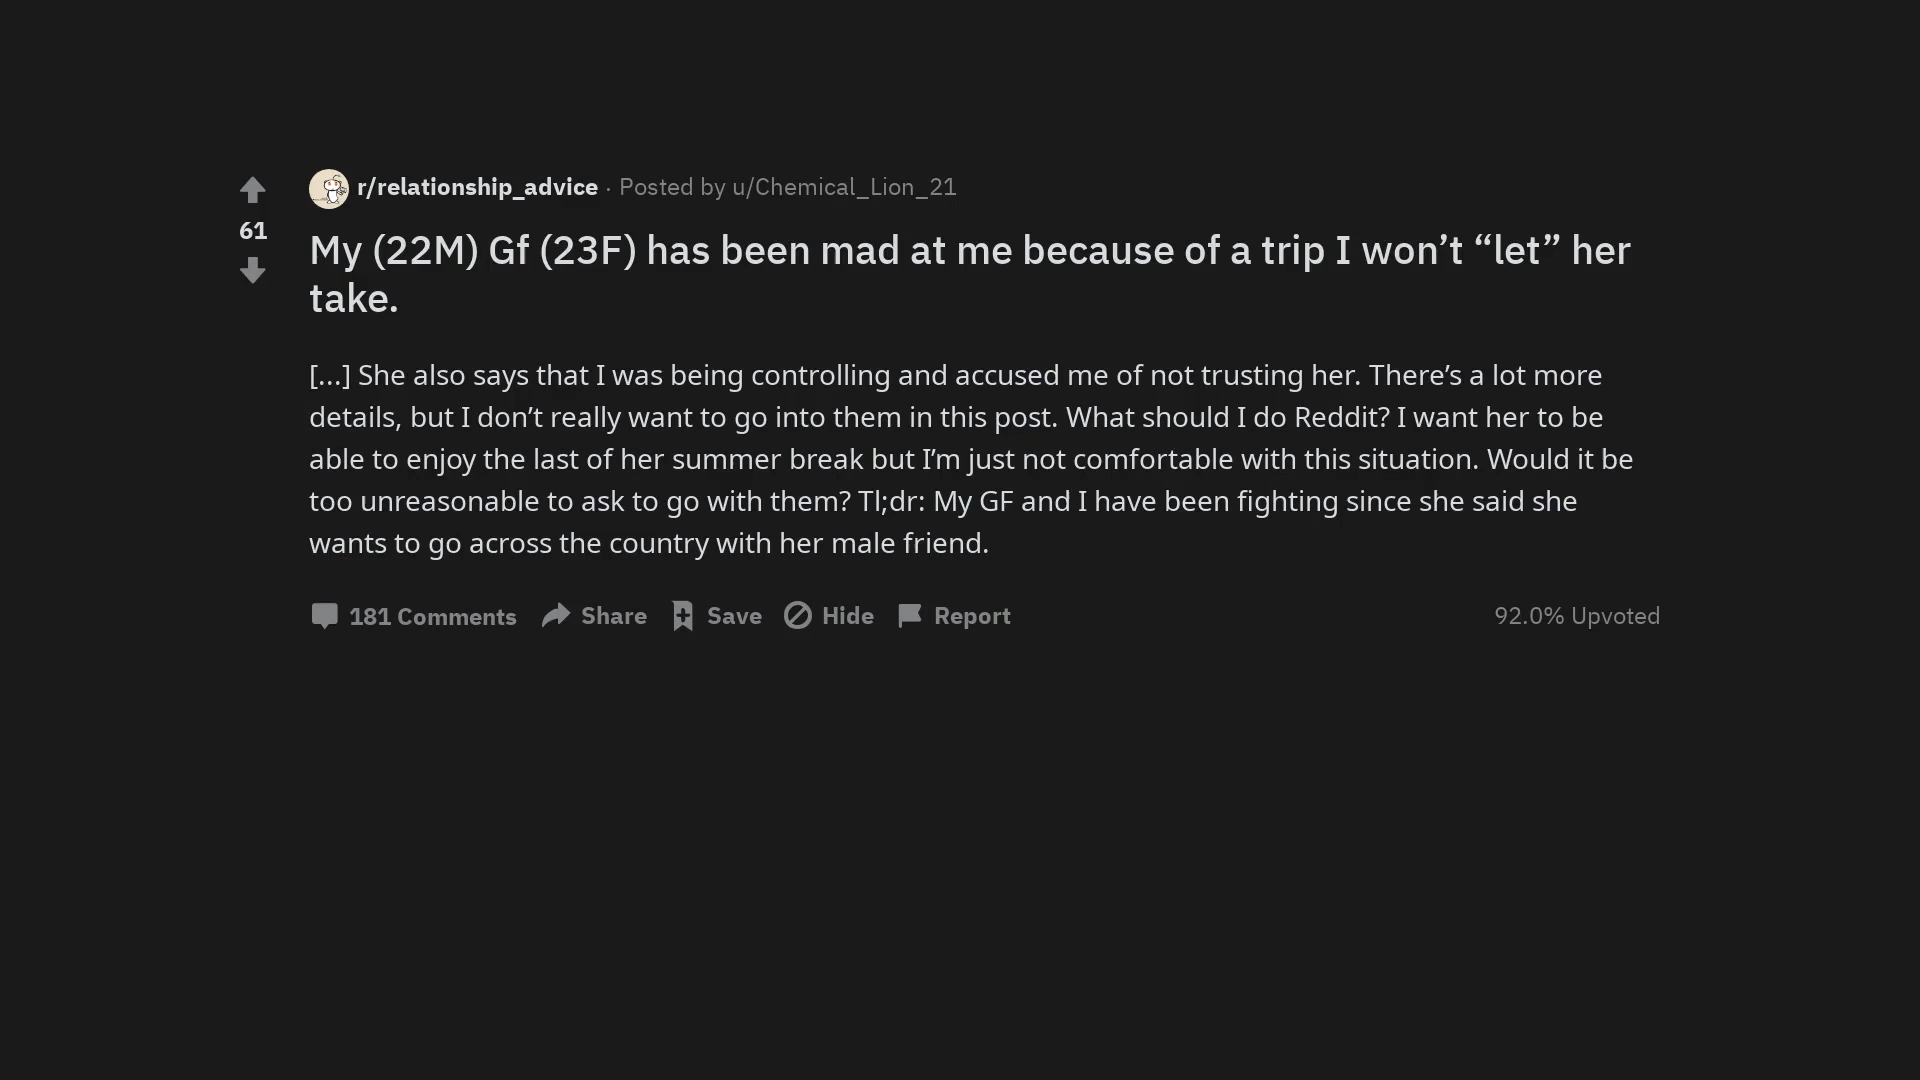 r/relationship_advice · Posted by u/Chemical_Lion_21
61
My (22M) Gf (23F) has been mad at me because of a trip I won’t “let” her
take.
[...] She also says that I was being controlling and accused me of not trusting her. There’s a lot more
details, but I don’t really want to go into them in this post. What should I do Reddit? I want her to be
able to enjoy the last of her summer break but I’m just not comfortable with this situation. Would it be
too unreasonable to ask to go with them? Tl;dr: My GF and I have been fighting since she said she
wants to go across the country with her male friend.
181 Comments Share Save Hide Report 92.0% Upvoted